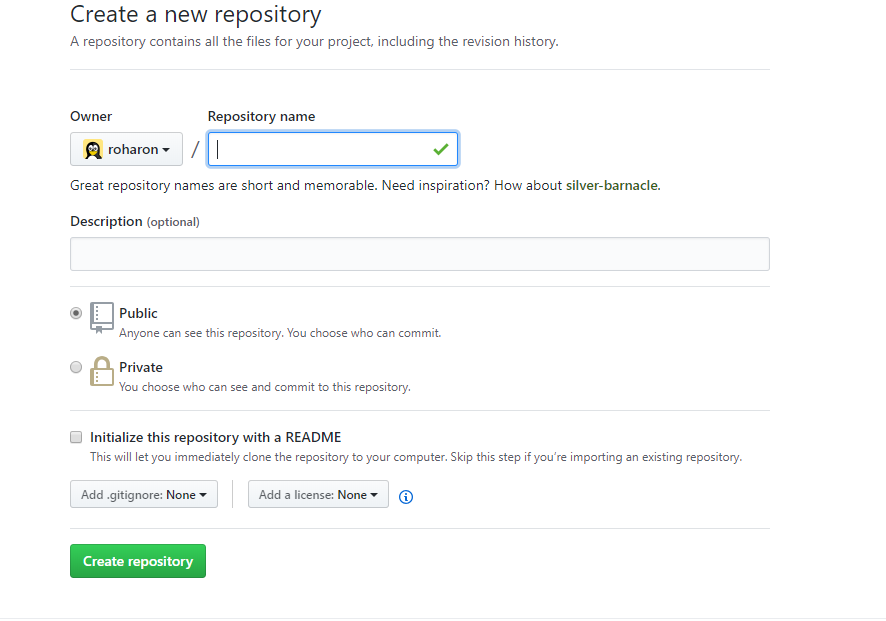 Create a new repository
A repository contains all the files for your project, including the revision history.
Owner
Repository name
roharon
/
Great repository names are short and memorable. Need inspiration? How about silver-barnacle.
Description (optional)
Public
Anyone can see this repository. You choose who can commit.
Private
You choose who can see and commit to this repository.
Initialize this repository with a README
This will let you immediately clone the repository to your computer. Skip this step if you’re importing an existing repository.
Add .gitignore: None
Add a license: None
Create repository